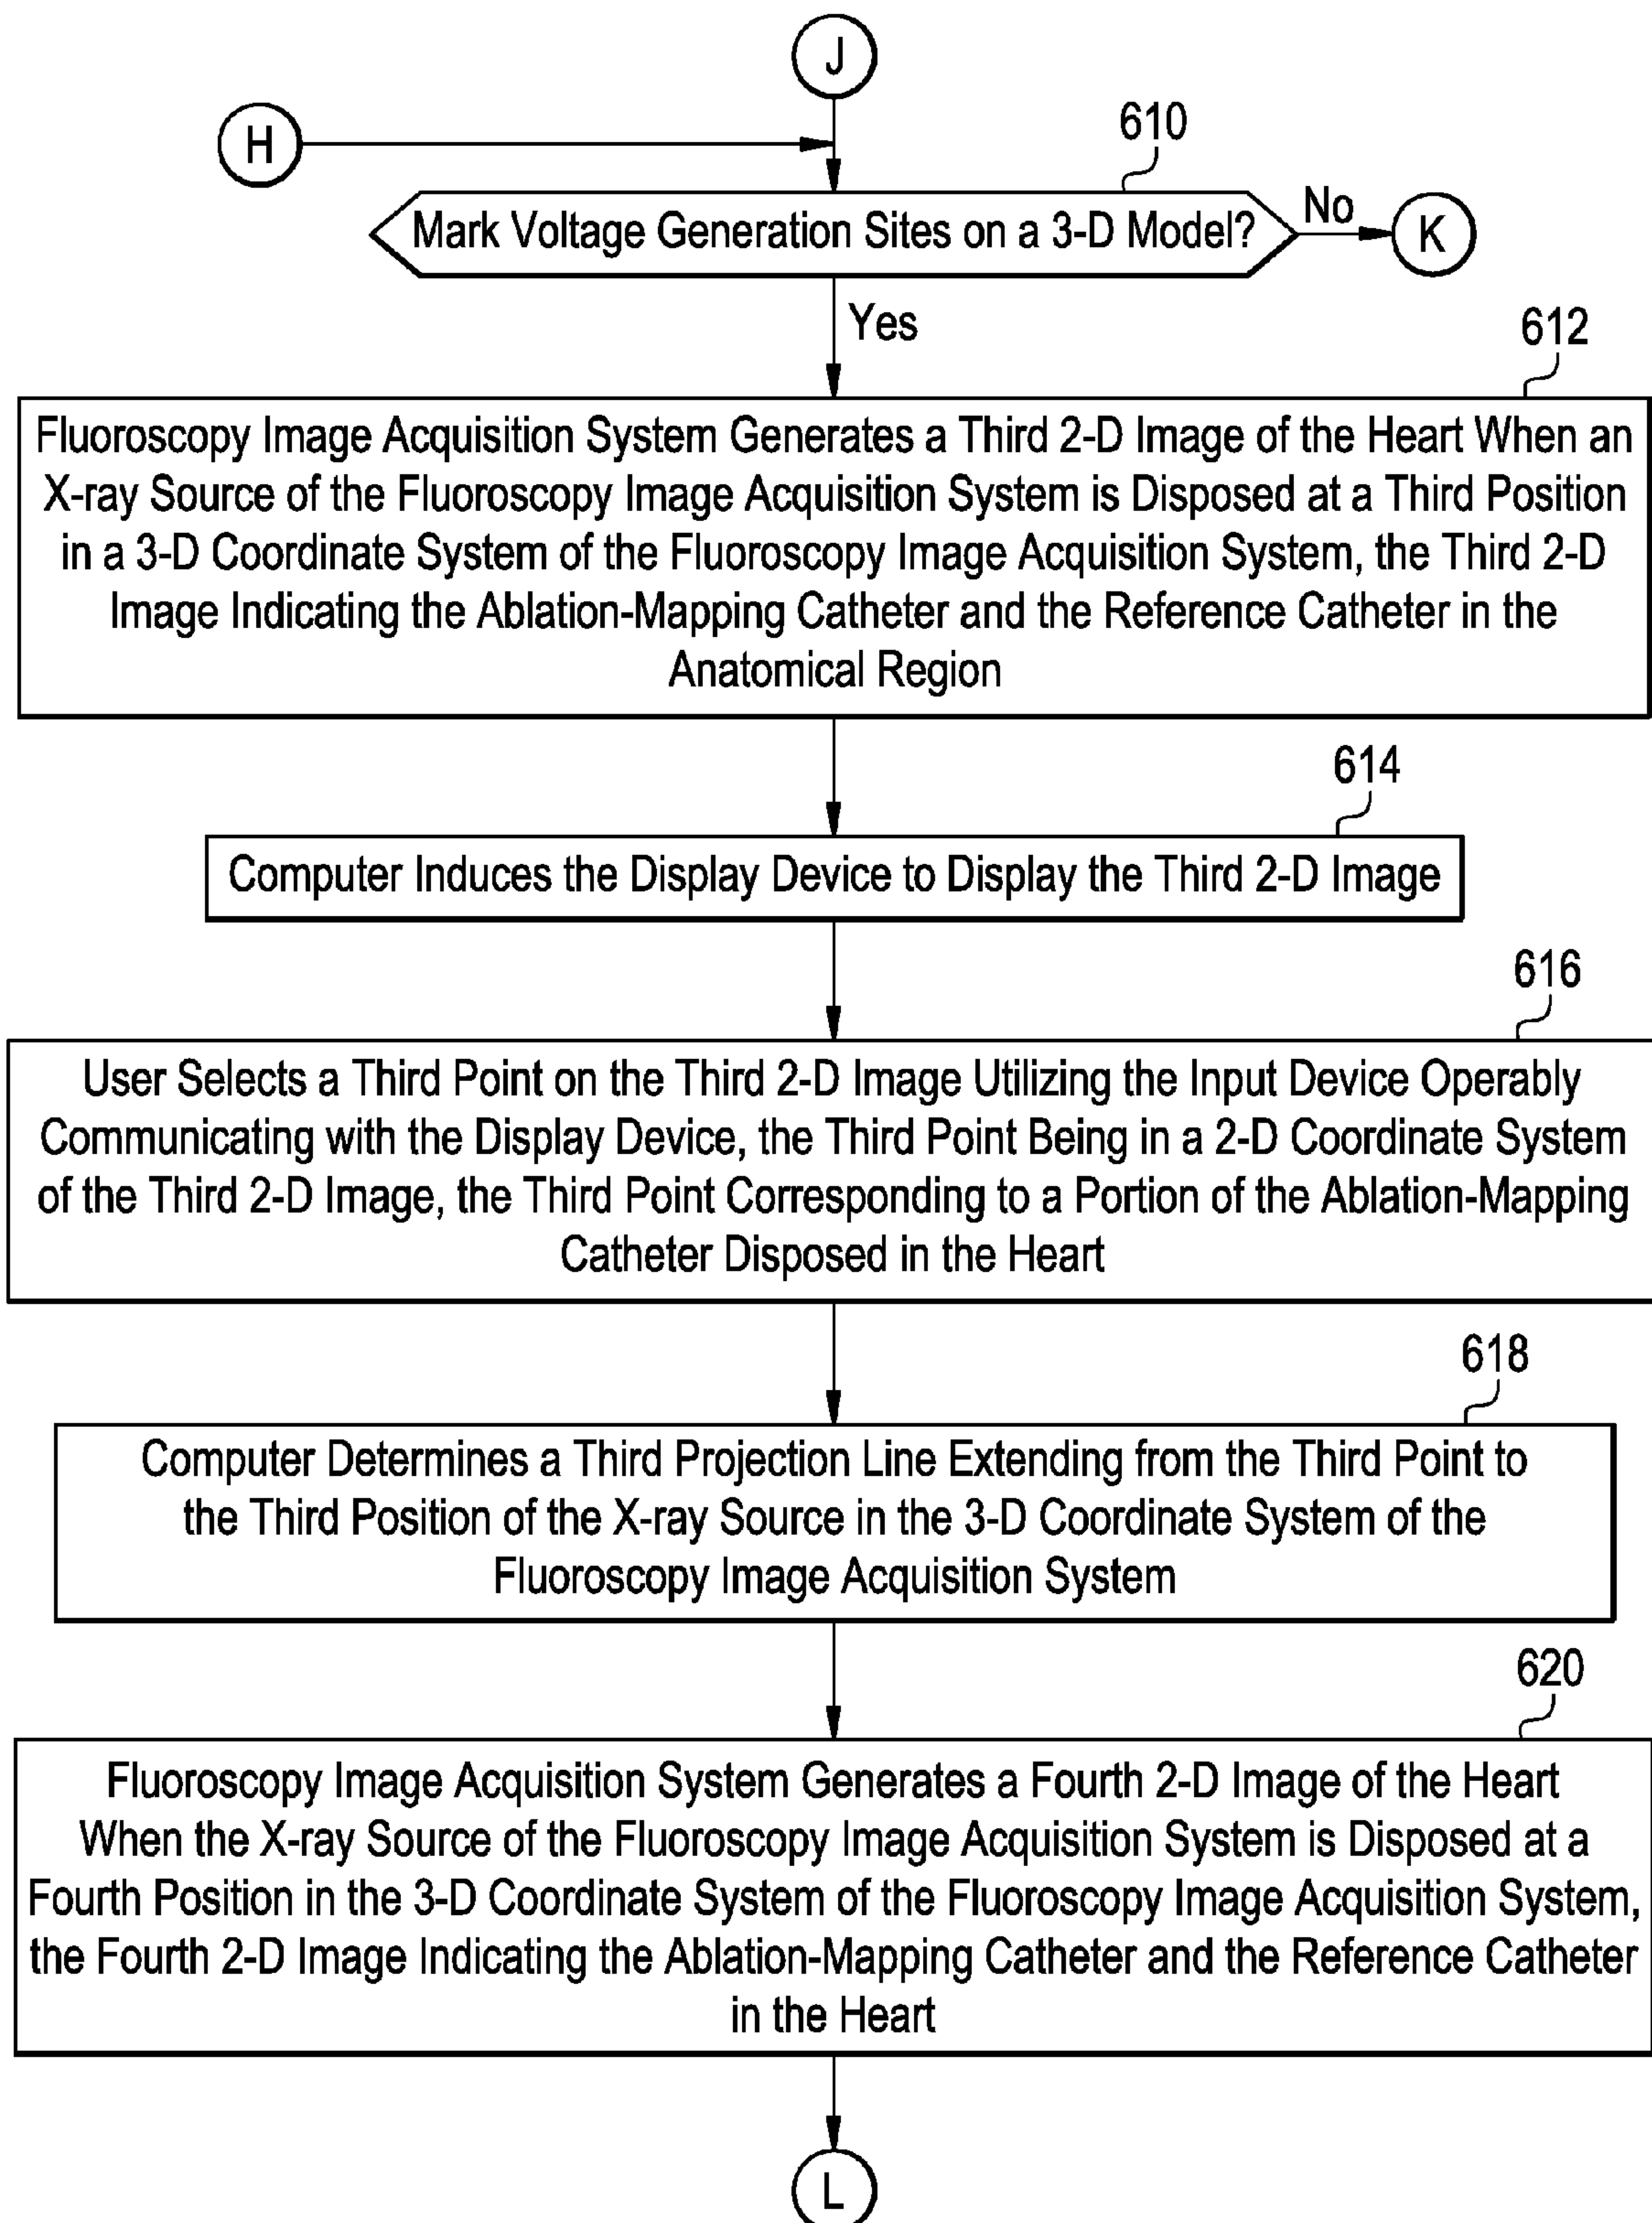 J
H
610
Mark Voltage Generation Sites on a 3-D Model?
No
K
Yes
612
Fluoroscopy Image Acquisition System Generates a Third 2-D Image of the Heart When an
X-ray Source of the Fluoroscopy Image Acquisition System is Disposed at a Third Position
in a 3-D Coordinate System of the Fluoroscopy Image Acquisition System, the Third 2-D
Image Indicating the Ablation-Mapping Catheter and the Reference Catheter in the
Anatomical Region
614
Computer Induces the Display Device to Display the Third 2-D Image
616
User Selects a Third Point on the Third 2-D Image Utilizing the Input Device Operably
Communicating with the Display Device, the Third Point Being in a 2-D Coordinate System
of the Third 2-D Image, the Third Point Corresponding to a Portion of the Ablation-Mapping
Catheter Disposed in the Heart
618
Computer Determines a Third Projection Line Extending from the Third Point to
the Third Position of the X-ray Source in the 3-D Coordinate System of the
Fluoroscopy Image Acquisition System
620
Fluoroscopy Image Acquisition System Generates a Fourth 2-D Image of the Heart
When the X-ray Source of the Fluoroscopy Image Acquisition System is Disposed at a
Fourth Position in the 3-D Coordinate System of the Fluoroscopy Image Acquisition System,
the Fourth 2-D Image Indicating the Ablation-Mapping Catheter and the Reference Catheter
in the Heart
L